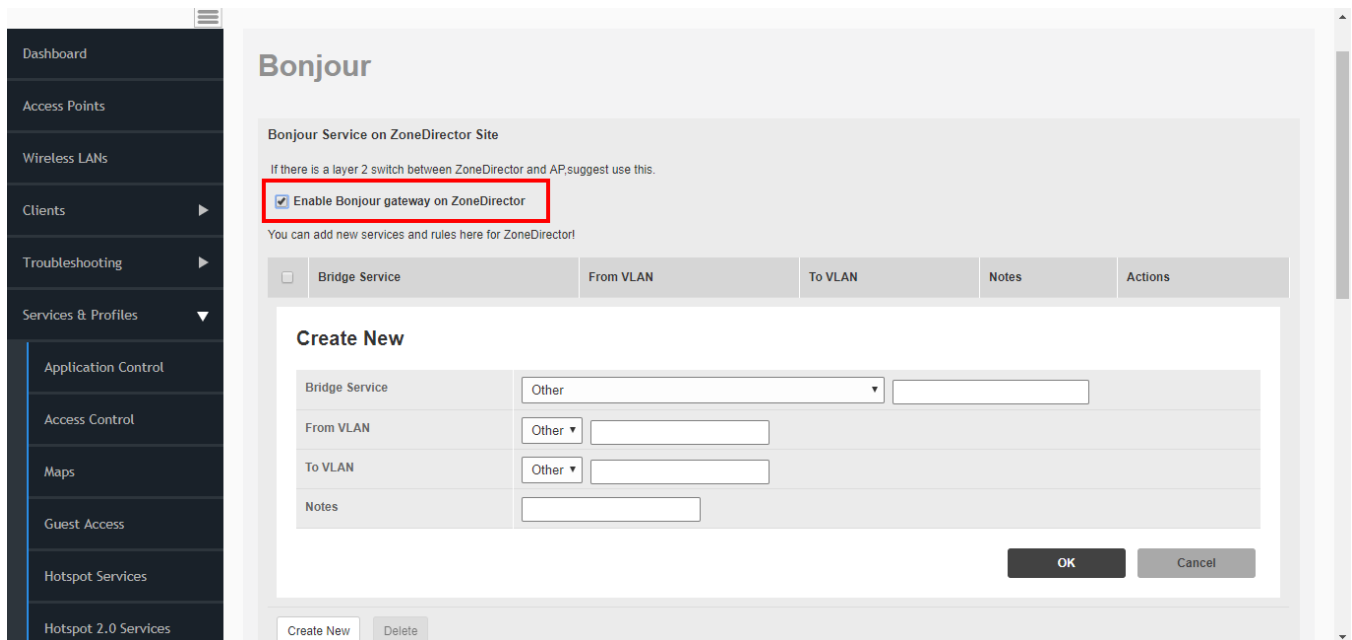 Dashboard
Access Points
Wireless LANs
Clients
Troubleshooting
Services & Profiles
Application Control
Access Control
Maps
Guest Access
Hotspot Services
Hotspot 2.0 Services
Bonjour
Bonjour Service on ZoneDirector Site
If there is a layer 2 switch between ZoneDirector and AP,suggest use this.
Enable Bonjour gateway on ZoneDirector
You can add new services and rules here for ZoneDirector!
Bridge Service From VLAN To VLAN Notes Actions
Create New
Bridge Service Other
From VLAN Other
To VLAN Other
Notes
OK Cancel
Create New Delete